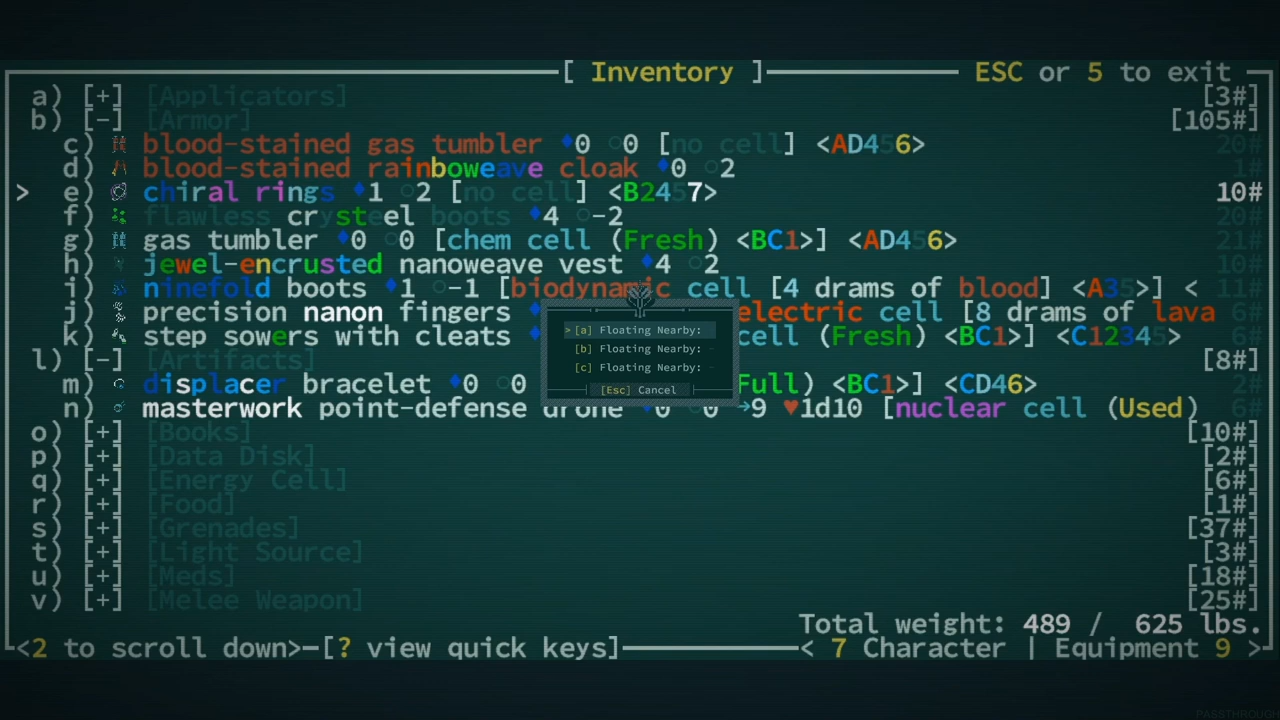 [ Inventory ] ESC or 5 to exit
a) [+] [Applicators] [3#]
b) [-] [Armor] [105#]
c) blood-stained gas tumbler ♦0 ○0 [no cell] <AD456> 20#
d) blood-stained rainboweave cloak ♦0 ○2 1#
> e) chiral rings ♦1 ○2 [no cell] <B2457> 10#
f) flawless crysteel boots ♦4 ○-2 20#
g) gas tumbler ♦0 ○0 [chem cell (Fresh) <BC1>] <AD456> 21#
h) jewel-encrusted nanoweave vest ♦4 ○2 10#
i) ninefold boots ♦1 ○-1 [biodynamic cell [4 drams of blood] <A35>] < 11#
j) precision nanon fingers ♦ electric cell [8 drams of lava
k) step sowers with cleats ♦ cell (Fresh) <BC1>] <C12345> 6#
> [a] Floating Nearby:
[b] Floating Nearby: -
[c] Floating Nearby: -
[Esc] Cancel
l) [-] [Artifacts] [8#]
m) displacer bracelet ♦0 ○0 Full) <BC1>] <CD46> 2#
n) masterwork point-defense drone ♦0 ○0 →9 ♥1d10 [nuclear cell (Used) 6#
o) [+] [Books] [10#]
p) [+] [Data Disk] [2#]
q) [+] [Energy Cell] [6#]
r) [+] [Food] [1#]
s) [+] [Grenades] [37#]
t) [+] [Light Source] [3#]
u) [+] [Meds] [18#]
v) [+] [Melee Weapon] [25#]
Total weight: 489 / 625 lbs.
<2 to scroll down> [? view quick keys] < 7 Character | Equipment 9 >